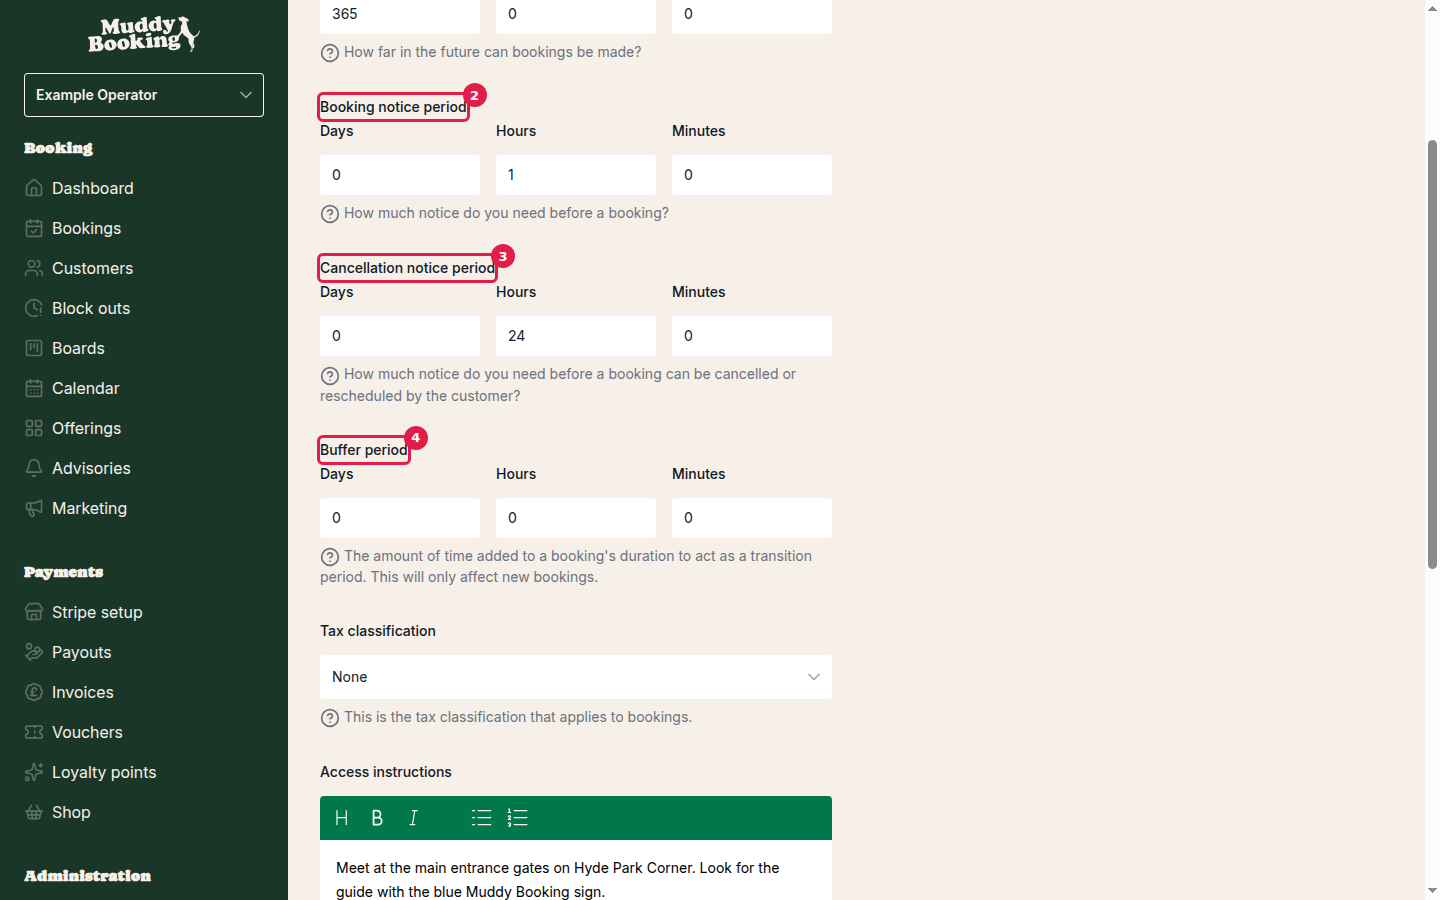 Muddy
Booking
Example Operator
Booking
Dashboard
Bookings
Customers
Block outs
Boards
Calendar
Offerings
Advisories
Marketing
Payments
Stripe setup
Payouts
Invoices
Vouchers
Loyalty points
Shop
Administration
365 0 0
? How far in the future can bookings be made?
Booking notice period 2
Days Hours Minutes
0 1 0
? How much notice do you need before a booking?
Cancellation notice period 3
Days Hours Minutes
0 24 0
? How much notice do you need before a booking can be cancelled or
rescheduled by the customer?
Buffer period 4
Days Hours Minutes
0 0 0
? The amount of time added to a booking's duration to act as a transition
period. This will only affect new bookings.
Tax classification
None
? This is the tax classification that applies to bookings.
Access instructions
H B I
Meet at the main entrance gates on Hyde Park Corner. Look for the
guide with the blue Muddy Booking sign.